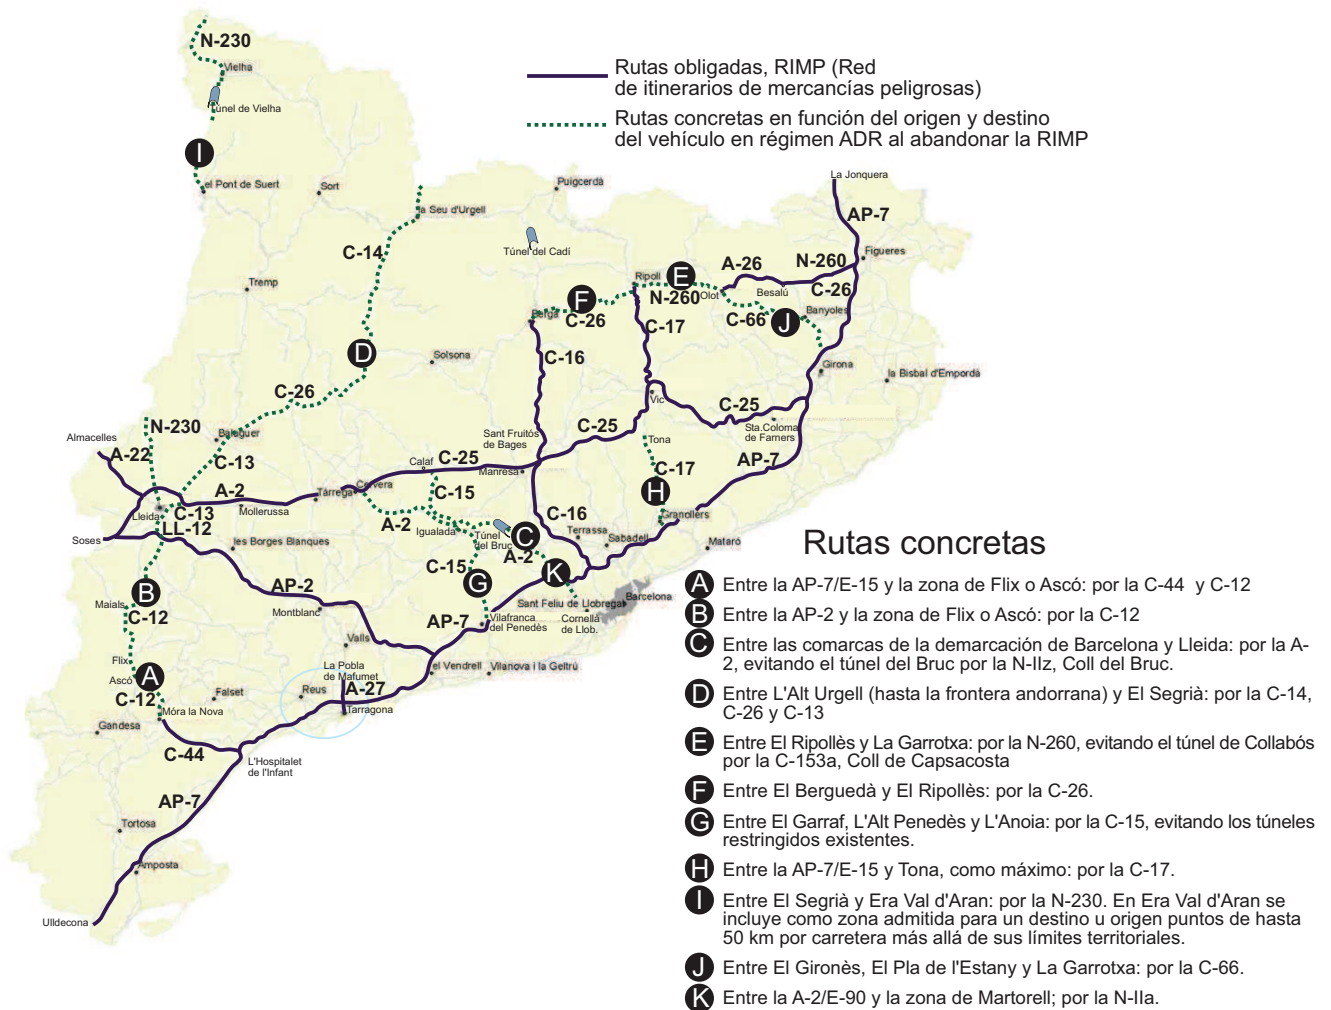 N-230
Vielha
Túnel de Vielha
I
el Pont de Suert
Sort
Rutas obligadas, RIMP (Red
de itinerarios de mercancías peligrosas)
Rutas concretas en función del origen y destino
del vehículo en régimen ADR al abandonar la RIMP
Puigcerdà
La Jonquera
la Seu d'Urgell
AP-7
C-14
Túnel del Cadí
Figueres
A-26
N-260
Tremp
Ripoll
E
N-260
Olot
Besalú
C-26
F
Berga
C-26
C-66
J
Banyoles
C-17
D
Solsona
C-16
Girona
la Bisbal d'Empordà
C-26
Vic
C-25
N-230
Almacelles
Balaguer
Sant Fruitós
de Bages
C-25
Tona
Sta.Coloma
de Farners
A-22
C-13
Calaf
C-25
Manresa
C-17
AP-7
A-2
Tàrrega
Cervera
C-15
H
Lleida
C-13
Mollerussa
A-2
Igualada
C-16
Granollers
LL-12
Soses
les Borges Blanques
Túnel
del Bruc
C
A-2
Terrassa
Sabadell
Mataró
C-15
G
K
AP-2
B
Maials
C-12
Montblanc
AP-7
Vilafranca
del Penedès
Sant Feliu de Llobregat
Barcelona
Cornellà
de Llob.
Valls
Flix
Ascó
A
C-12
La Pobla
de Mafumet
el Vendrell
Vilanova i la Geltrú
Falset
Reus
A-27
Móra la Nova
Tarragona
Gandesa
C-44
L'Hospitalet
de l'Infant
AP-7
Tortosa
Amposta
Ulldecona
Rutas concretas
A Entre la AP-7/E-15 y la zona de Flix o Ascó: por la C-44 y C-12
B Entre la AP-2 y la zona de Flix o Ascó: por la C-12
C Entre las comarcas de la demarcación de Barcelona y Lleida: por la A-
2, evitando el túnel del Bruc por la N-IIz, Coll del Bruc.
D Entre L'Alt Urgell (hasta la frontera andorrana) y El Segrià: por la C-14,
C-26 y C-13
E Entre El Ripollès y La Garrotxa: por la N-260, evitando el túnel de Collabós
por la C-153a, Coll de Capsacosta
F Entre El Berguedà y El Ripollès: por la C-26.
G Entre El Garraf, L'Alt Penedès y L'Anoia: por la C-15, evitando los túneles
restringidos existentes.
H Entre la AP-7/E-15 y Tona, como máximo: por la C-17.
I Entre El Segrià y Era Val d'Aran: por la N-230. En Era Val d'Aran se
incluye como zona admitida para un destino u origen puntos de hasta
50 km por carretera más allá de sus límites territoriales.
J Entre El Gironès, El Pla de l'Estany y La Garrotxa: por la C-66.
K Entre la A-2/E-90 y la zona de Martorell; por la N-IIa.